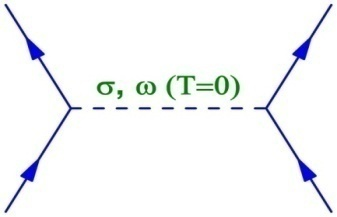 σ, ω (T=0)